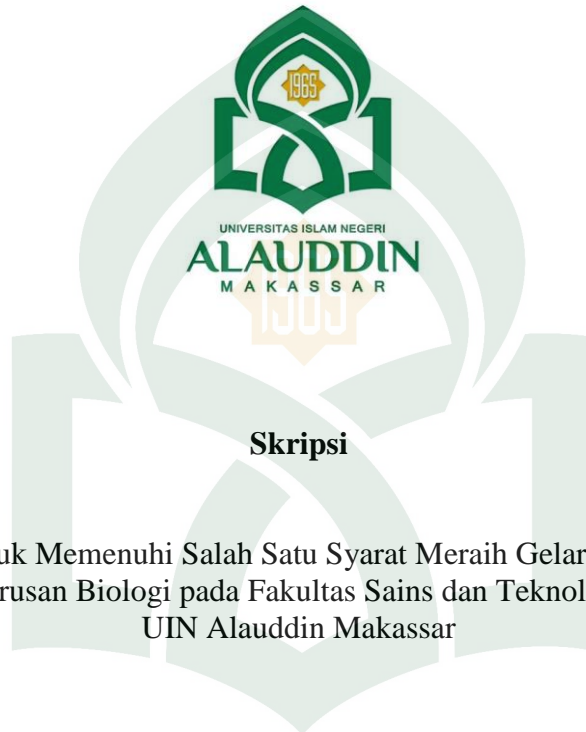 1965
UNIVERSITAS ISLAM NEGERI
ALAUDDIN
MAKASSAR
1965
Skripsi
uk Memenuhi Salah Satu Syarat Meraih Gelar
rusan Biologi pada Fakultas Sains dan Teknol
UIN Alauddin Makassar